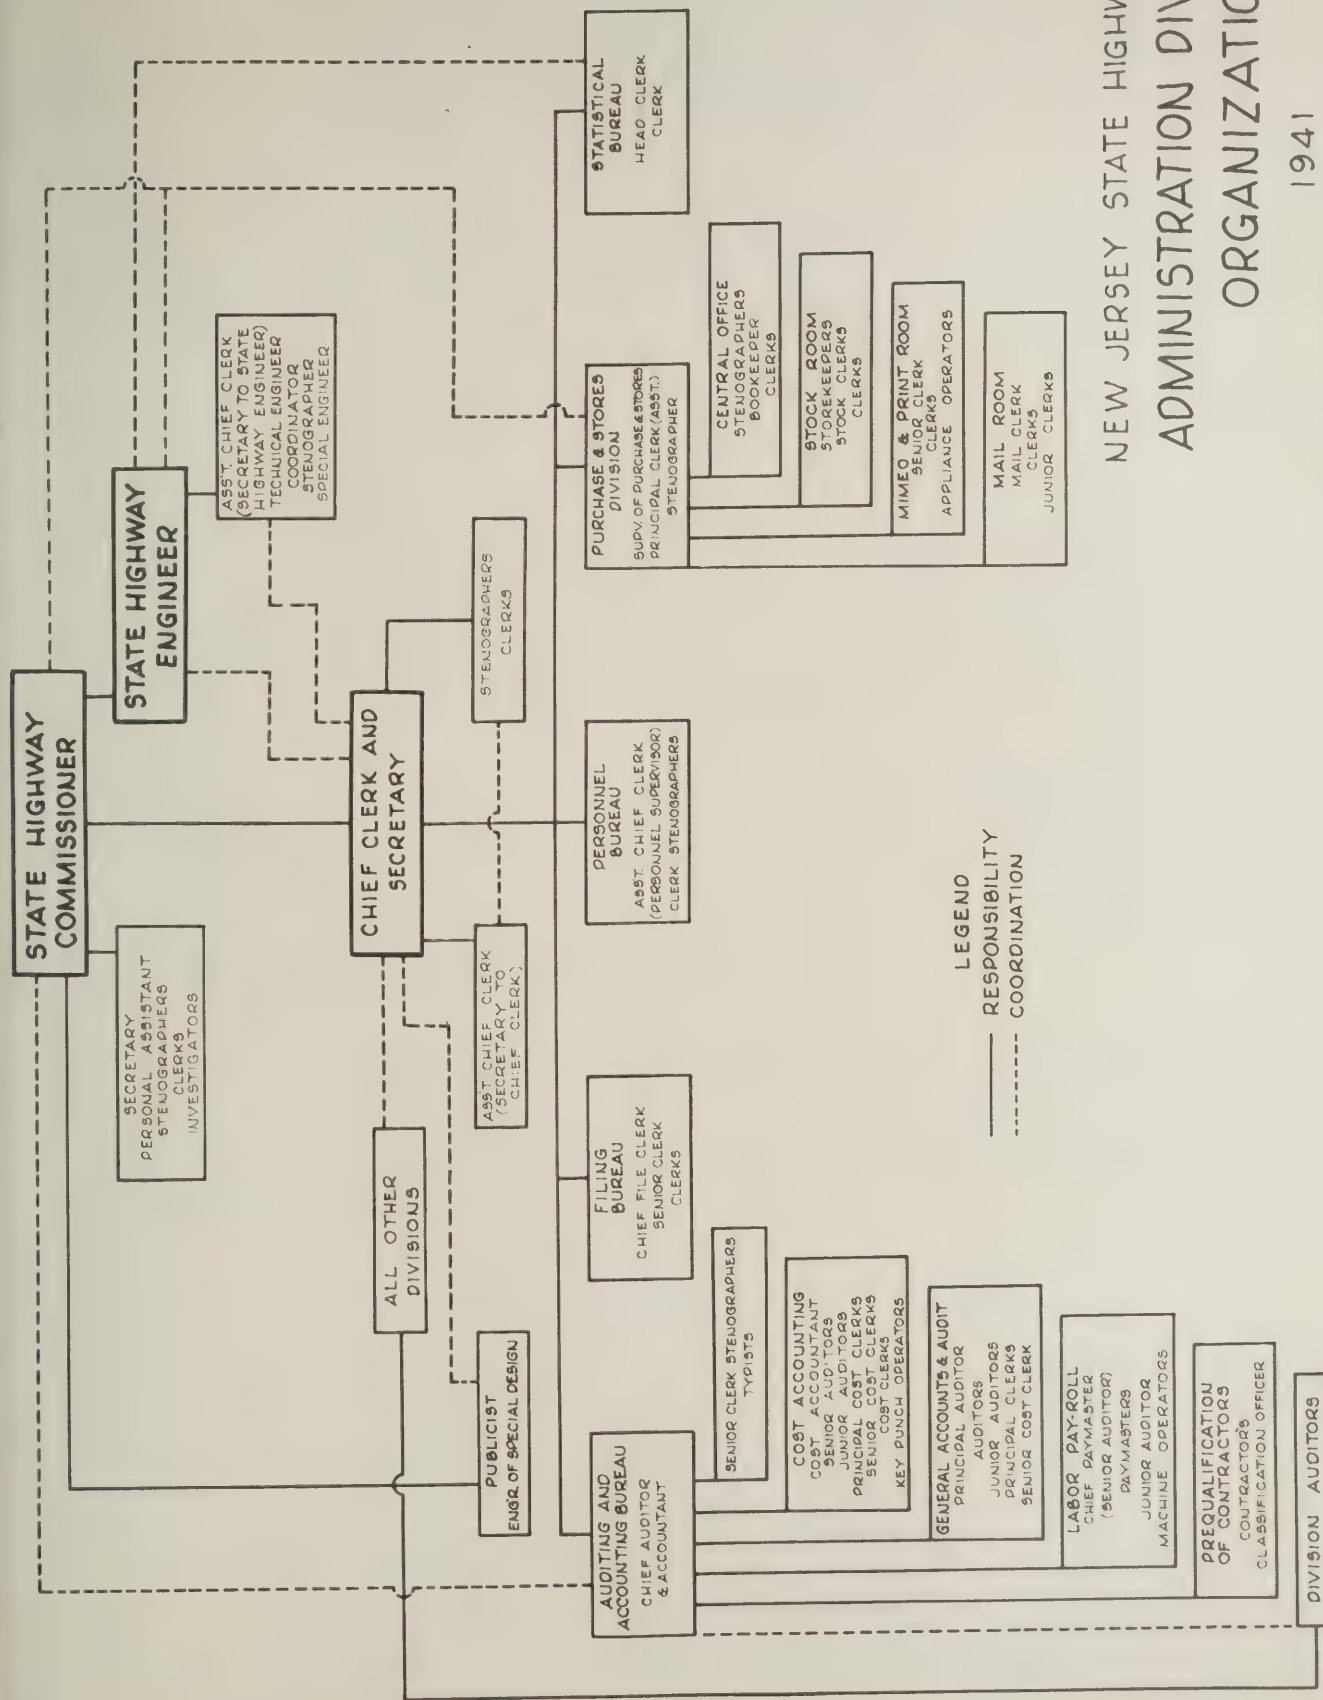 STATE HIGHWAY
COMMISSIONER
SECRETARY
PERSONAL ASSISTANT
STENOGRAPHERS
CLERKS
INVESTIGATORS
STATE HIGHWAY
ENGINEER
ASST. CHIEF CLERK
(SECRETARY TO STATE
HIGHWAY ENGINEER)
TECHNICAL ENGINEER
COORDINATOR
STENOGRAPHER
SPECIAL ENGINEER
CHIEF CLERK AND
SECRETARY
ALL OTHER
DIVISIONS
PUBLICIST
ENG'R OF SPECIAL DESIGN
ASS'T CHIEF CLERK
(SECRETARY TO
CHIEF CLERK)
STENOGRAPHERS
CLERKS
AUDITING AND
ACCOUNTING BUREAU
CHIEF AUDITOR
& ACCOUNTANT
FILING
BUREAU
CHIEF FILE CLERK
SENIOR CLERK
CLERKS
PERSONNEL
BUREAU
ASST. CHIEF CLERK
(PERSONNEL SUPERVISOR)
CLERK STENOGRAPHERS
PURCHASE & STORES
DIVISION
SUPV. OF PURCHASE & STORES
PRINCIPAL CLERK (ASST.)
STENOGRAPHER
STATISTICAL
BUREAU
HEAD CLERK
CLERK
SENIOR CLERK STENOGRAPHERS
TYPISTS
COST ACCOUNTING
COST ACCOUNTANT
SENIOR AUDITORS
JUNIOR AUDITORS
PRINCIPAL COST CLERKS
SENIOR COST CLERKS
COST CLERKS
KEY PUNCH OPERATORS
GENERAL ACCOUNTS & AUDIT
PRINCIPAL AUDITOR
AUDITORS
JUNIOR AUDITORS
PRINCIPAL CLERKS
SENIOR COST CLERK
LABOR PAY-ROLL
CHIEF PAYMASTER
(SENIOR AUDITOR)
PAYMASTERS
JUNIOR AUDITOR
MACHINE OPERATORS
PREQUALIFICATION
OF CONTRACTORS
CONTRACTORS
CLASSIFICATION OFFICER
DIVISION AUDITORS
CENTRAL OFFICE
STENOGRAPHERS
BOOKEEPER
CLERKS
STOCK ROOM
STOREKEEPERS
STOCK CLERKS
CLERKS
MIMEO & PRINT ROOM
SENIOR CLERK
CLERKS
APPLIANCE OPERATORS
MAIL ROOM
MAIL CLERK
CLERKS
JUNIOR CLERKS
LEGEND
RESPONSIBILITY
COORDINATION
NEW JERSEY STATE HIGHW
ADMINISTRATION DIV
ORGANIZATIO
1941